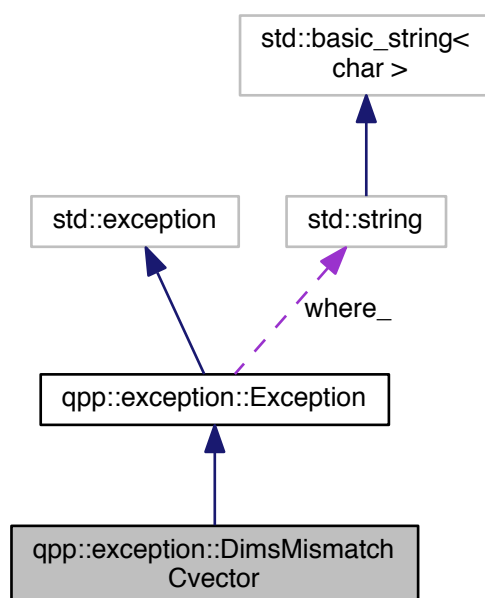 std::basic_string<
char >
std::exception
std::string
where_
qpp::exception::Exception
qpp::exception::DimsMismatch
Cvector